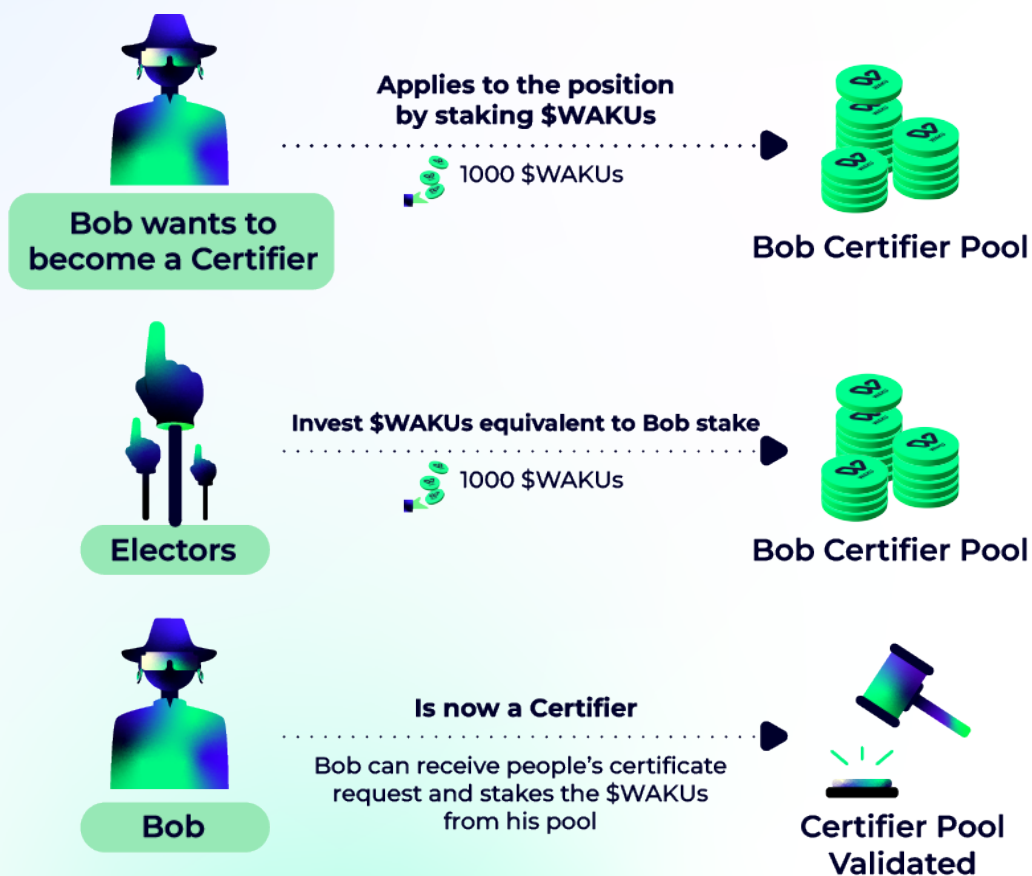 Applies to the position
by staking $WAKUs
1000 $WAKUs
Bob wants to
become a Certifier
Bob Certifier Pool
Invest $WAKUs equivalent to Bob stake
1000 $WAKUs
Electors
Bob Certifier Pool
Is now a Certifier
Bob can receive people’s certificate
request and stakes the $WAKUs
from his pool
Bob
Certifier Pool
Validated